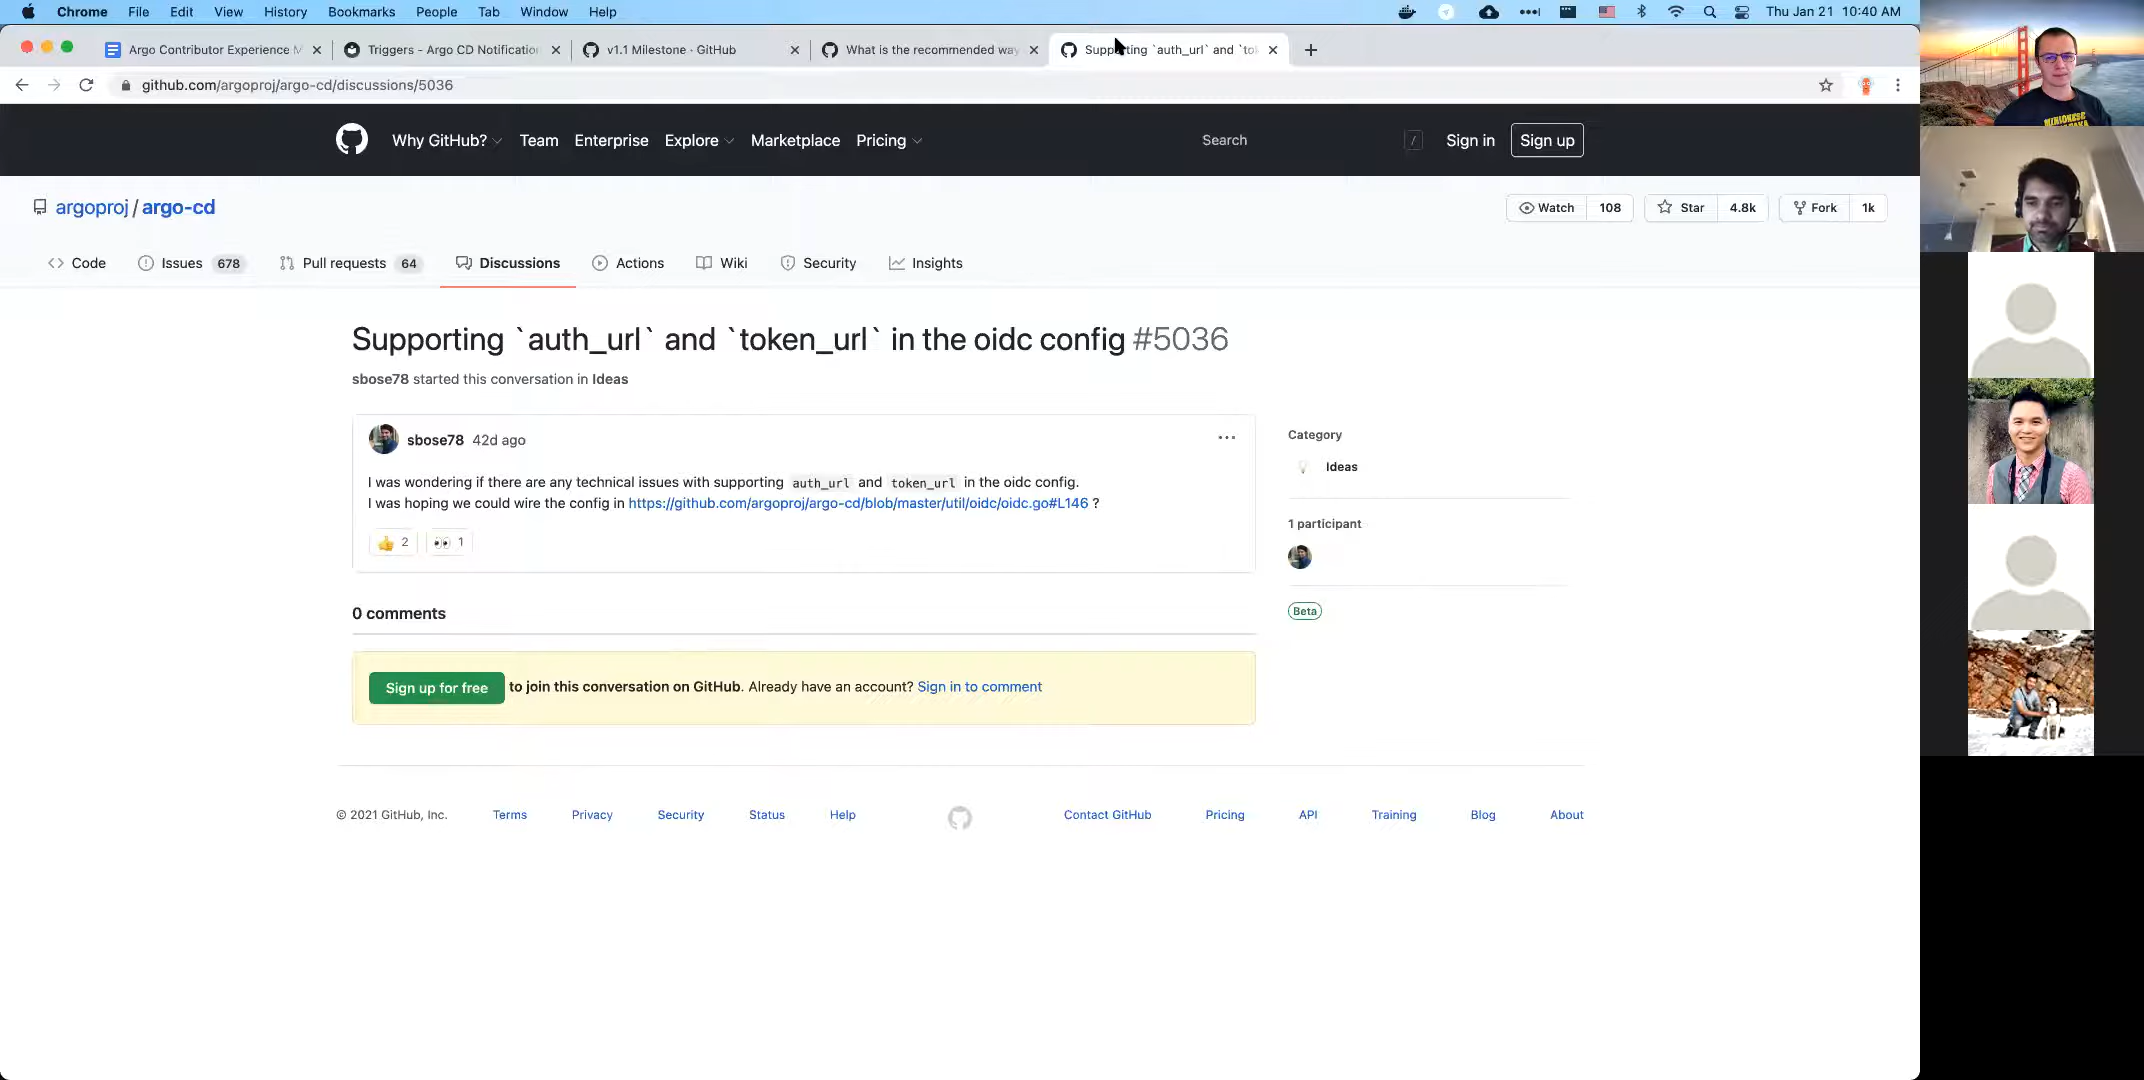 Chrome File Edit View History Bookmarks People Tab Window Help Thu Jan 21 10:40 AM
Argo Contributor Experience M Triggers - Argo CD Notification v1.1 Milestone · GitHub What is the recommended way Supporting `auth_url` and `to
github.com/argoproj/argo-cd/discussions/5036
Why GitHub? Team Enterprise Explore Marketplace Pricing Search / Sign in Sign up
argoproj / argo-cd Watch 108 Star 4.8k Fork 1k
Code Issues 678 Pull requests 64 Discussions Actions Wiki Security Insights
Supporting `auth_url` and `token_url` in the oidc config #5036
sbose78 started this conversation in Ideas
sbose78 42d ago
I was wondering if there are any technical issues with supporting auth_url and token_url in the oidc config.
I was hoping we could wire the config in https://github.com/argoproj/argo-cd/blob/master/util/oidc/oidc.go#L146 ?
2 1
Category
Ideas
1 participant
Beta
0 comments
Sign up for free to join this conversation on GitHub. Already have an account? Sign in to comment
© 2021 GitHub, Inc. Terms Privacy Security Status Help Contact GitHub Pricing API Training Blog About